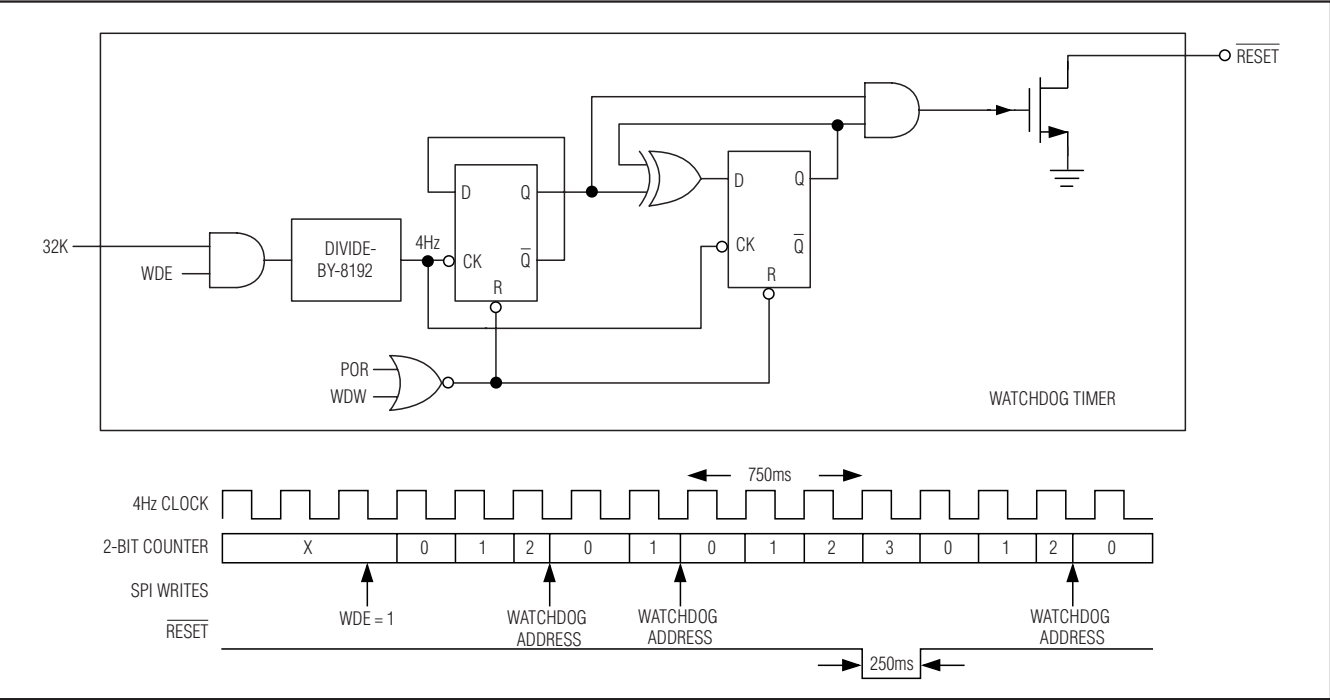 RESET
D
Q
D
Q
32K
4Hz
CK
Q
WDE
DIVIDE-
BY-8192
CK
Q
R
R
POR
WDW
WATCHDOG TIMER
750ms
4Hz CLOCK
2-BIT COUNTER
X 0 1 2 0 1 0 1 2 3 0 1 2 0
SPI WRITES
WDE = 1
WATCHDOG
ADDRESS
WATCHDOG
ADDRESS
WATCHDOG
ADDRESS
RESET
250ms